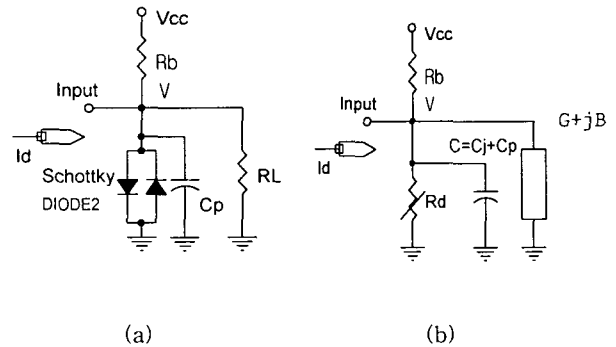 Vcc
Rb
Input
V
Id
Schottky
DIODE2
Cp
RL
(a)
Vcc
Rb
Input
V
G+jB
Id
C=Cj+Cp
Rd
(b)